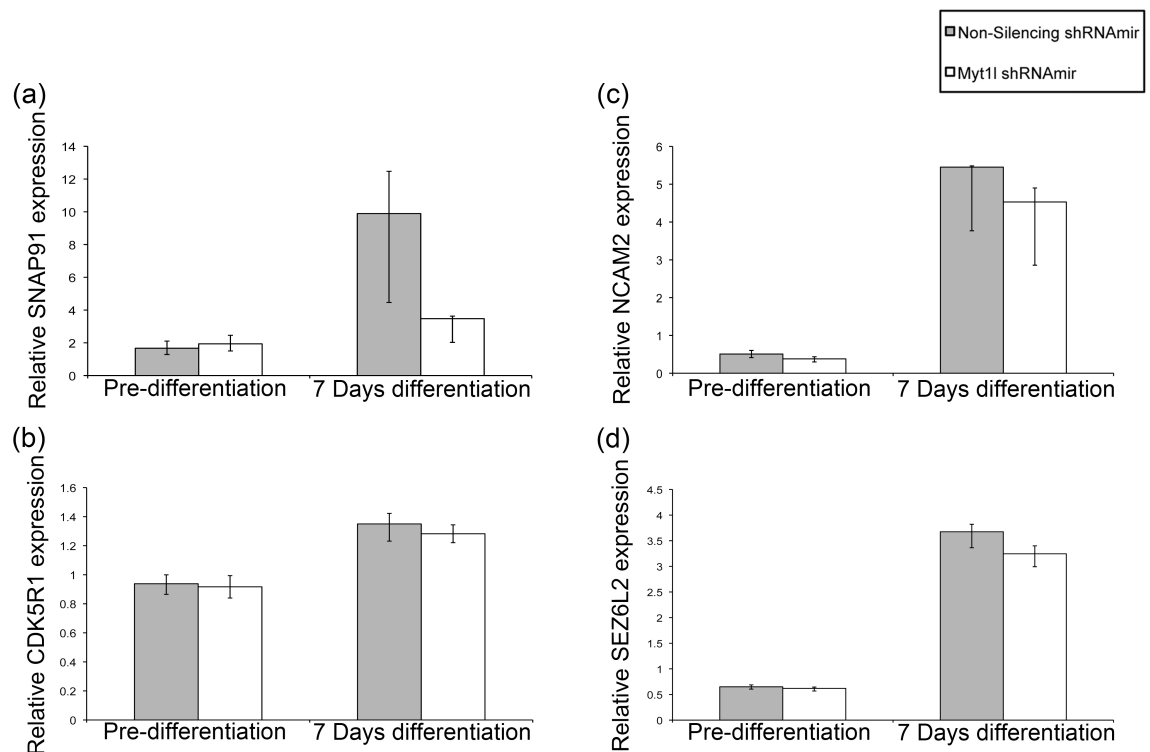 Non-Silencing shRNAmir
Myt1l shRNAmir
(a)
Relative SNAP91 expression
14
12
10
8
6
4
2
0
Pre-differentiation
7 Days differentiation
(c)
Relative NCAM2 expression
6
5
4
3
2
1
0
Pre-differentiation
7 Days differentiation
(b)
Relative CDK5R1 expression
1.6
1.4
1.2
1
0.8
0.6
0.4
0.2
0
Pre-differentiation
7 Days differentiation
(d)
Relative SEZ6L2 expression
4.5
4
3.5
3
2.5
2
1.5
1
0.5
0
Pre-differentiation
7 Days differentiation